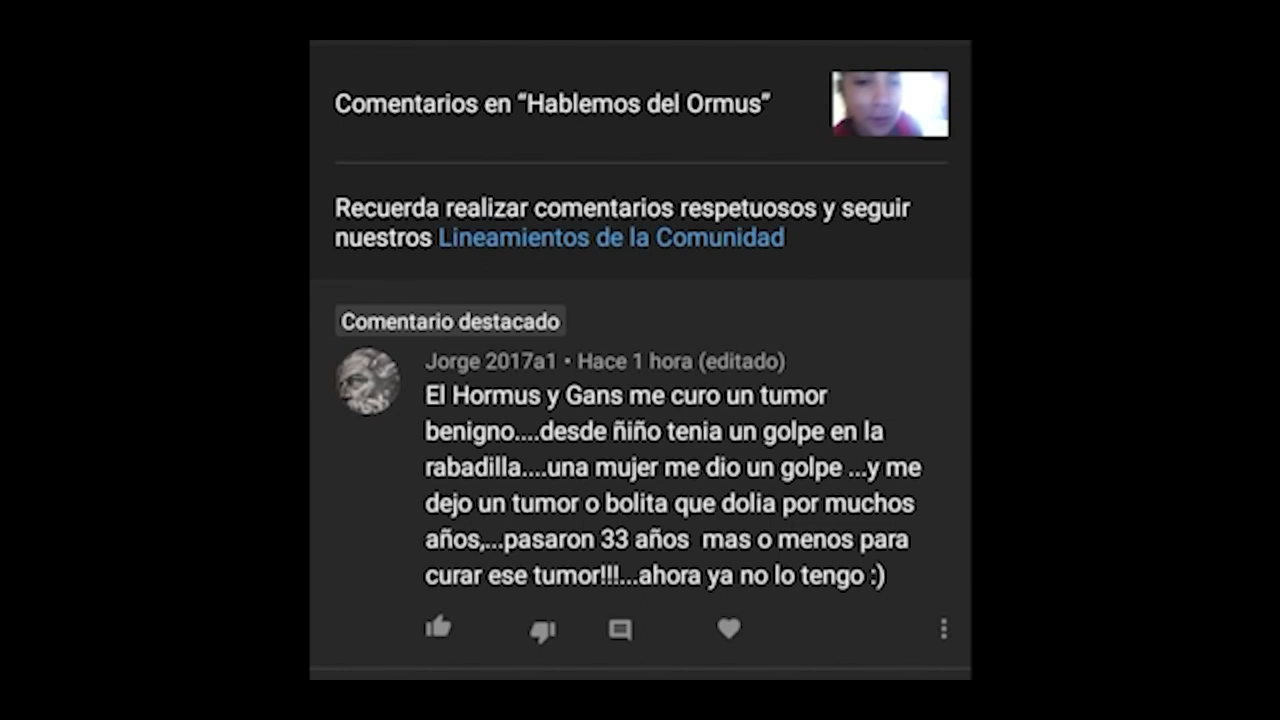 Comentarios en “Hablemos del Ormus”
Recuerda realizar comentarios respetuosos y seguir
nuestros Lineamientos de la Comunidad
Comentario destacado
Jorge 2017a1 • Hace 1 hora (editado)
El Hormus y Gans me curo un tumor
benigno....desde ñiño tenia un golpe en la
rabadilla....una mujer me dio un golpe ...y me
dejo un tumor o bolita que dolia por muchos
años,...pasaron 33 años  mas o menos para
curar ese tumor!!!...ahora ya no lo tengo :)